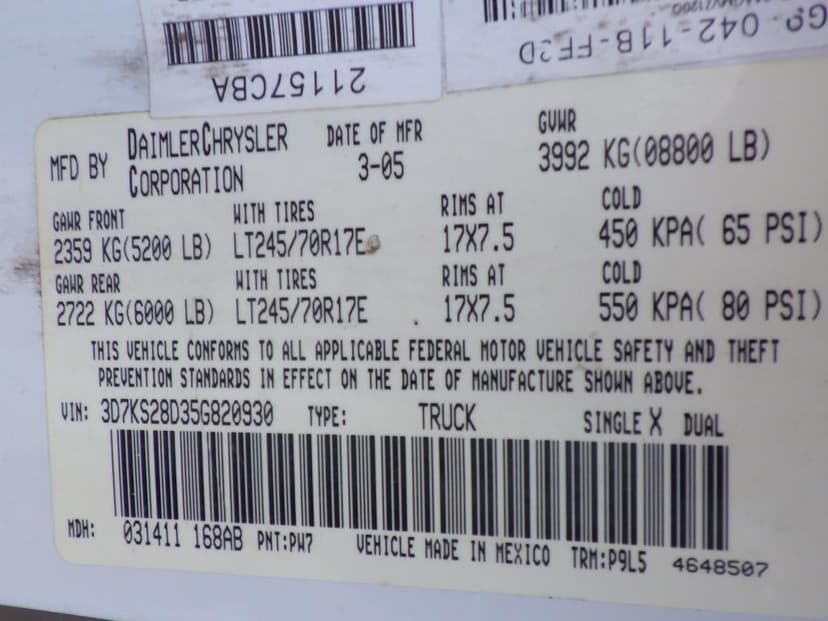 21157CBA
042-11B-FF
MFD BY DAIMLERCHRYSLER CORPORATION
DATE OF MFR
3-05
GVWR
3992 KG(08800 LB)
GAWR FRONT WITH TIRES RIMS AT COLD
2359 KG(5200 LB) LT245/70R17E 17X7.5 450 KPA( 65 PSI)
GAWR REAR WITH TIRES RIMS AT COLD
2722 KG(6000 LB) LT245/70R17E 17X7.5 550 KPA( 80 PSI)
THIS VEHICLE CONFORMS TO ALL APPLICABLE FEDERAL MOTOR VEHICLE SAFETY AND THEFT
PREVENTION STANDARDS IN EFFECT ON THE DATE OF MANUFACTURE SHOWN ABOVE.
VIN: 3D7KS28D35G820930 TYPE: TRUCK SINGLE X DUAL
MDH: 031411 168AB PNT:PW7 VEHICLE MADE IN MEXICO TRM:P9L5 4648507